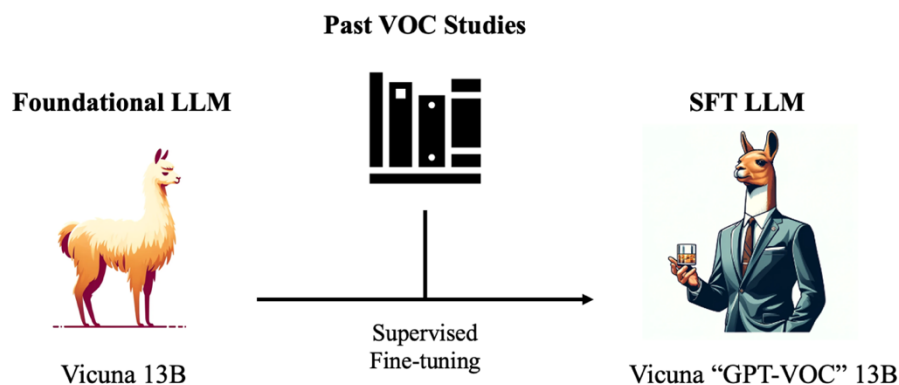 Past VOC Studies
Foundational LLM
SFT LLM
Supervised
Fine-tuning
Vicuna 13B
Vicuna “GPT-VOC” 13B